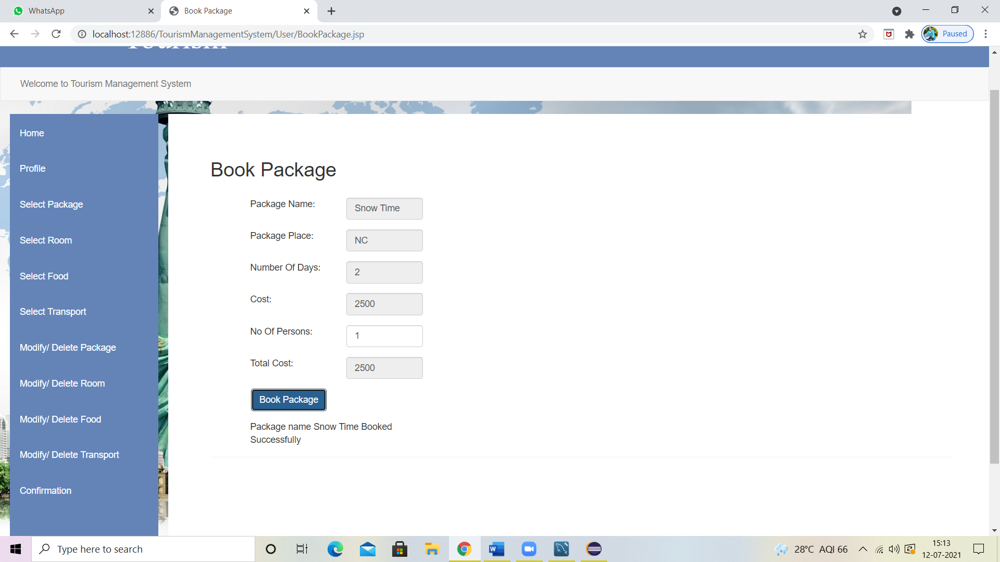 WhatsApp
Book Package
localhost:12886/TourismManagementSystem/User/BookPackage.jsp
Paused
Tourism
Welcome to Tourism Management System
Home
Profile
Select Package
Select Room
Select Food
Select Transport
Modify/ Delete Package
Modify/ Delete Room
Modify/ Delete Food
Modify/ Delete Transport
Confirmation
Book Package
Package Name: Snow Time
Package Place: NC
Number Of Days: 2
Cost: 2500
No Of Persons: 1
Total Cost: 2500
Book Package
Package name Snow Time Booked
Successfully
Type here to search
28°C AQI 66
15:13
12-07-2021